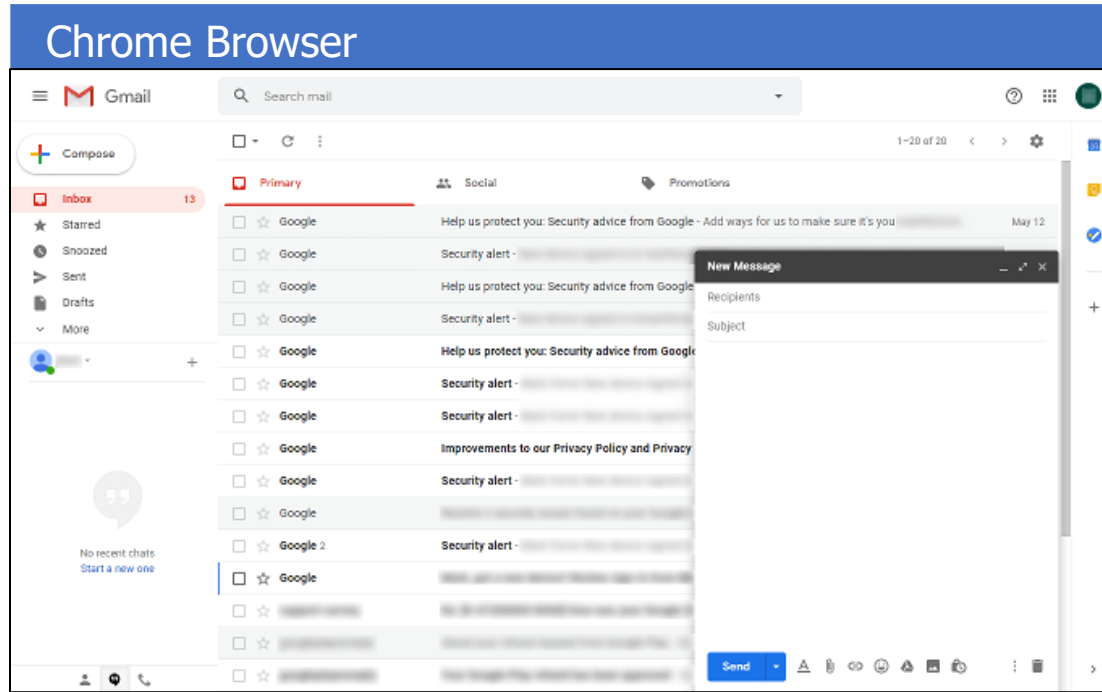 Chrome Browser
Gmail
Search mail
Compose
1–20 of 20
Primary
Social
Promotions
Inbox 13
Starred
Snoozed
Sent
Drafts
More
Google Help us protect you: Security advice from Google - Add ways for us to make sure it's you May 12
Google Security alert -
Google Help us protect you: Security advice from Google
Google Security alert -
Google Help us protect you: Security advice from Google
Google Security alert -
Google Security alert -
Google Improvements to our Privacy Policy and Privacy
Google Security alert -
Google
Google 2 Security alert -
Google
No recent chats
Start a new one
New Message
Recipients
Subject
Send